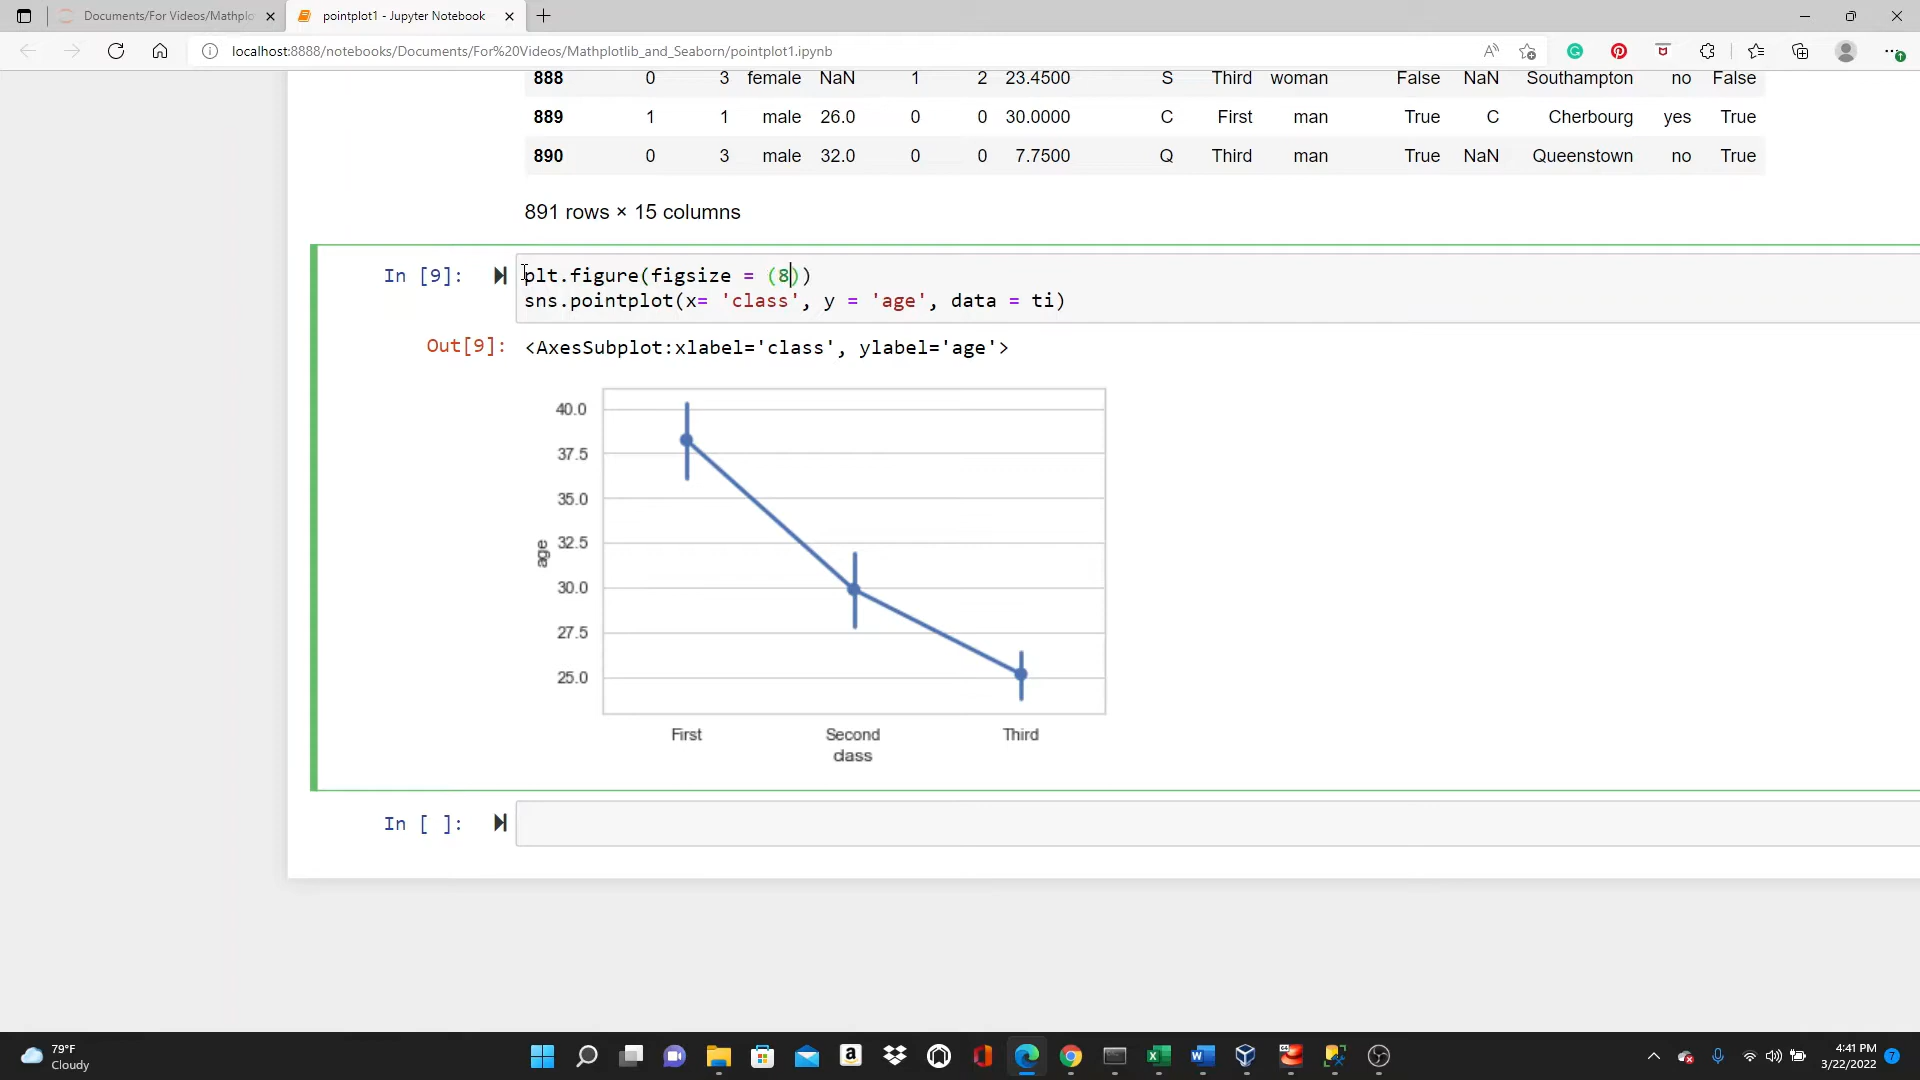 Documents/For Videos/Mathplo
pointplot1 - Jupyter Notebook
localhost:8888/notebooks/Documents/For%20Videos/Mathplotlib_and_Seaborn/pointplot1.ipynb
888 0 3 female NaN 1 2 23.4500 S Third woman False NaN Southampton no False
889 1 1 male 26.0 0 0 30.0000 C First man True C Cherbourg yes True
890 0 3 male 32.0 0 0 7.7500 Q Third man True NaN Queenstown no True
891 rows × 15 columns
In [9]:
plt.figure(figsize = (8))
sns.pointplot(x= 'class', y = 'age', data = ti)
Out[9]:
<AxesSubplot:xlabel='class', ylabel='age'>
40.0
37.5
35.0
32.5
30.0
27.5
25.0
age
First Second Third
class
In [ ]:
79°F
Cloudy
4:41 PM
3/22/2022
7